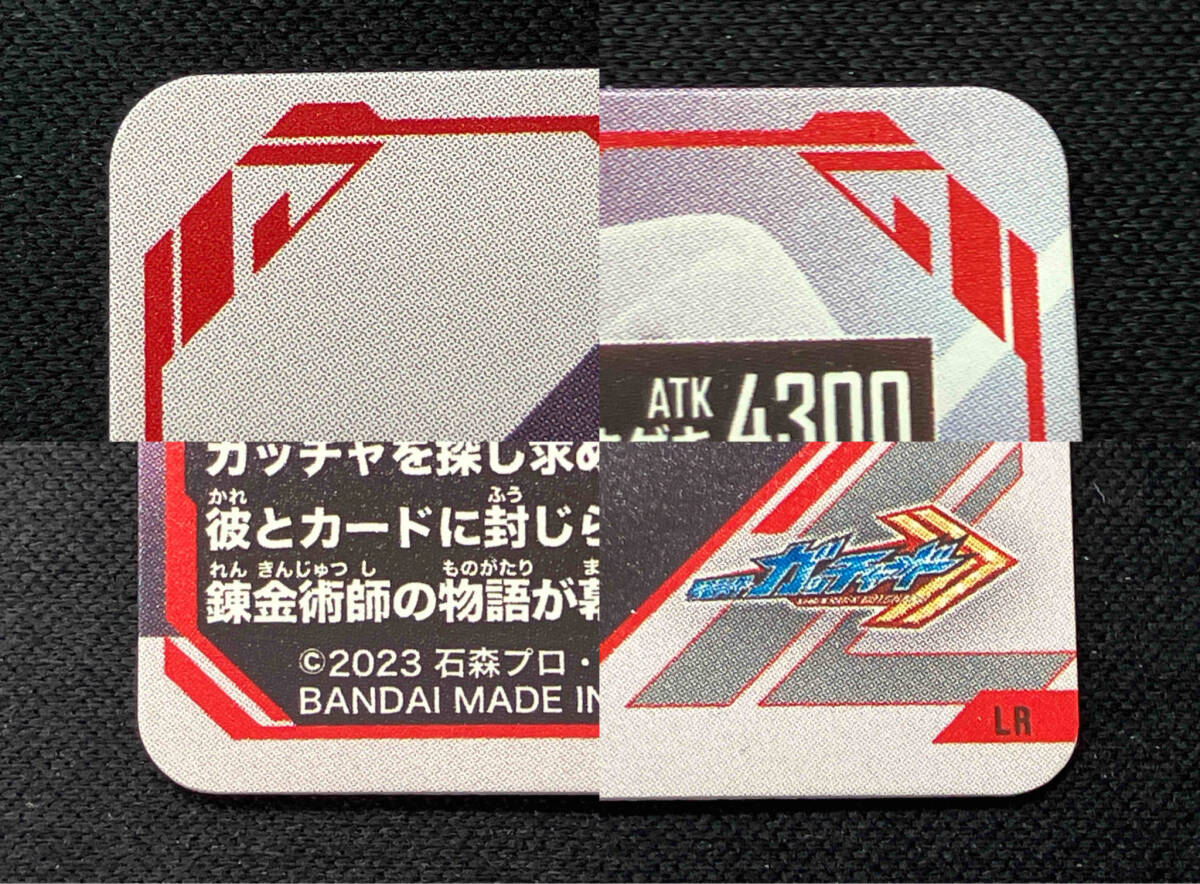 ATK 4300
ガッチャを探し求め
かれ ふう
彼とカードに封じら
れん きんじゅつ し ものがたり ま
錬金術師の物語が幕
©2023 石森プロ・
BANDAI MADE IN
ガッチャード
LR